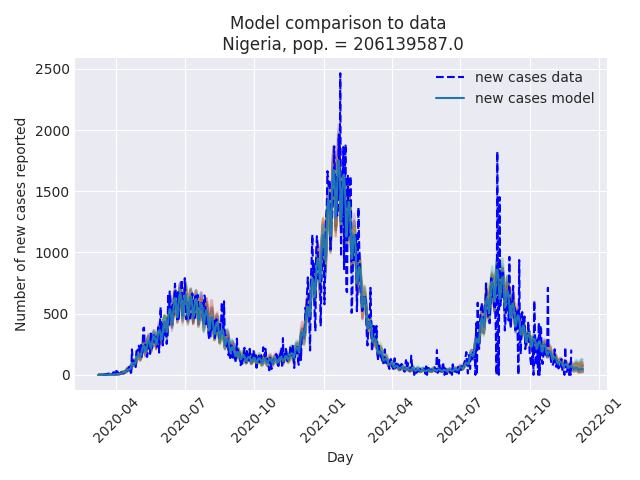 Model comparison to data
Nigeria, pop. = 206139587.0
new cases data
new cases model
Number of new cases reported
2500
2000
1500
1000
500
0
2020-04
2020-07
2020-10
2021-01
2021-04
2021-07
2021-10
2022-01
Day